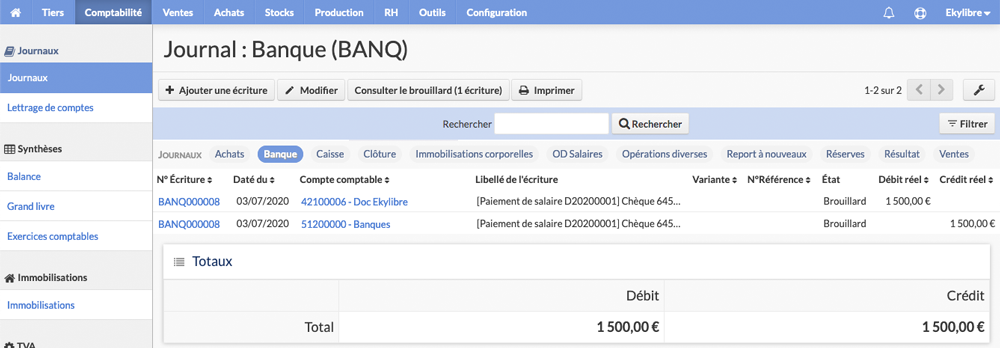 Tiers Comptabilité Ventes Achats Stocks Production RH Outils Configuration Ekylibre
Journaux
Journaux
Lettrage de comptes
Synthèses
Balance
Grand livre
Exercices comptables
Immobilisations
Immobilisations
TVA
Journal : Banque (BANQ)
Ajouter une écriture Modifier Consulter le brouillard (1 écriture) Imprimer 1-2 sur 2
Rechercher Rechercher Filtrer
JOURNAUX Achats Banque Caisse Clôture Immobilisations corporelles OD Salaires Opérations diverses Report à nouveaux Réserves Résultat Ventes
N° Écriture Daté du Compte comptable Libellé de l'écriture Variante N°Référence État Débit réel Crédit réel
BANQ000008 03/07/2020 42100006 - Doc Ekylibre [Paiement de salaire D20200001] Chèque 645... Brouillard 1 500,00 €
BANQ000008 03/07/2020 51200000 - Banques [Paiement de salaire D20200001] Chèque 645... Brouillard 1 500,00 €
Totaux
Débit Crédit
Total 1 500,00 € 1 500,00 €